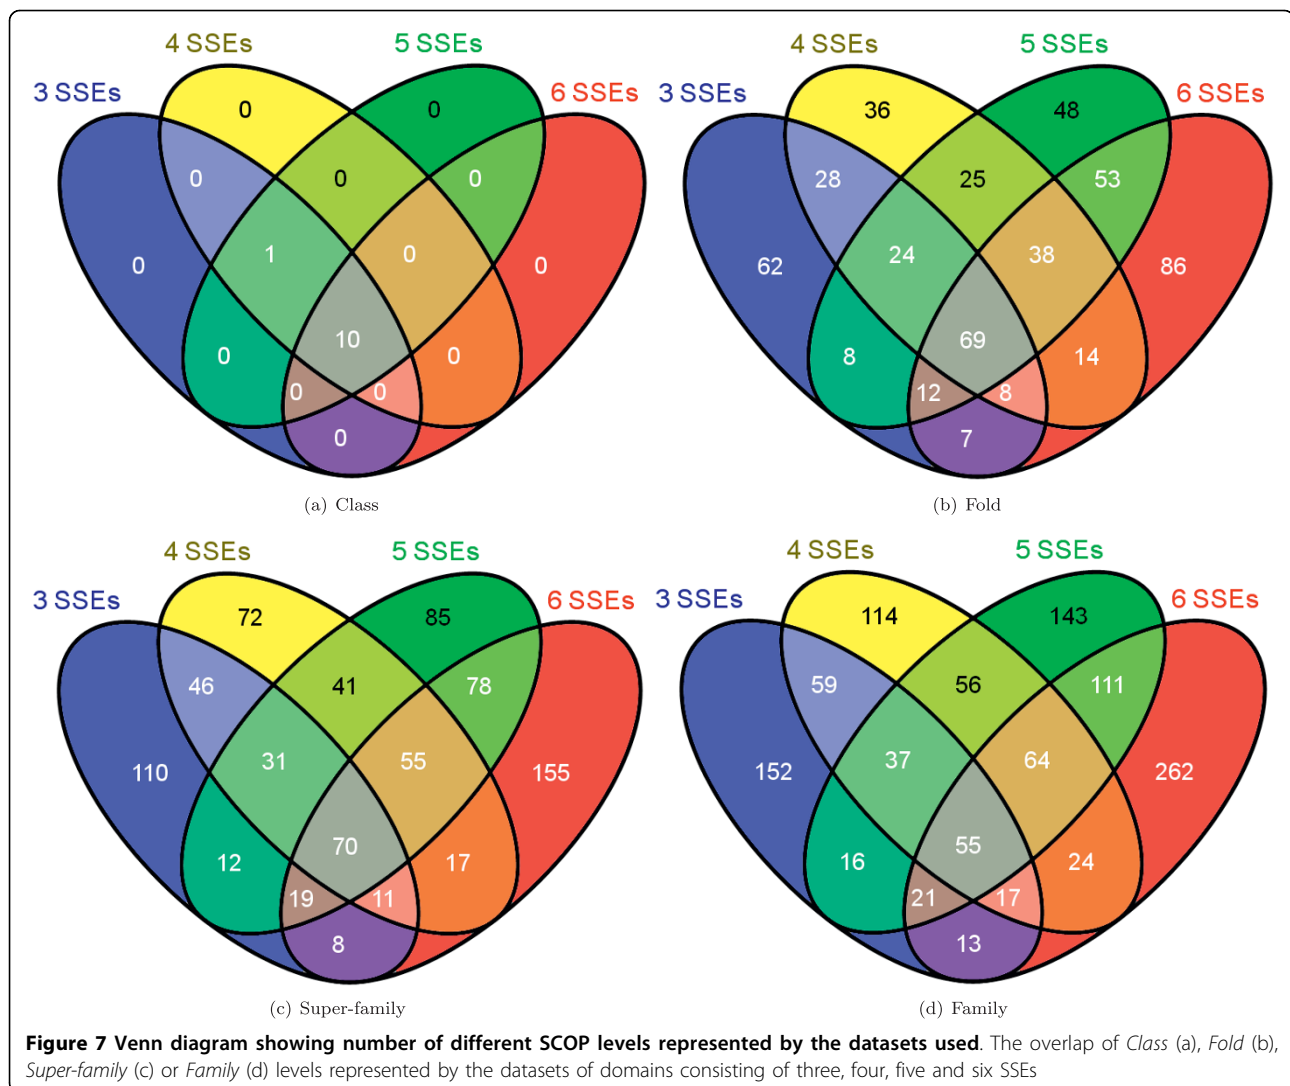 4 SSEs 5 SSEs
3 SSEs 6 SSEs
0 0
0 0 0
0 1 0 0
10
0 0
0 0
0
(a) Class
4 SSEs 5 SSEs
3 SSEs 6 SSEs
36 48
28 25 53
62 24 38 86
69
8 14
12 8
7
(b) Fold
4 SSEs 5 SSEs
3 SSEs 6 SSEs
72 85
46 41 78
110 31 55 155
70
12 17
19 11
8
(c) Super-family
4 SSEs 5 SSEs
3 SSEs 6 SSEs
114 143
59 56 111
152 37 64 262
55
16 24
21 17
13
(d) Family
Figure 7 Venn diagram showing number of different SCOP levels represented by the datasets used. The overlap of Class (a), Fold (b),
Super-family (c) or Family (d) levels represented by the datasets of domains consisting of three, four, five and six SSEs